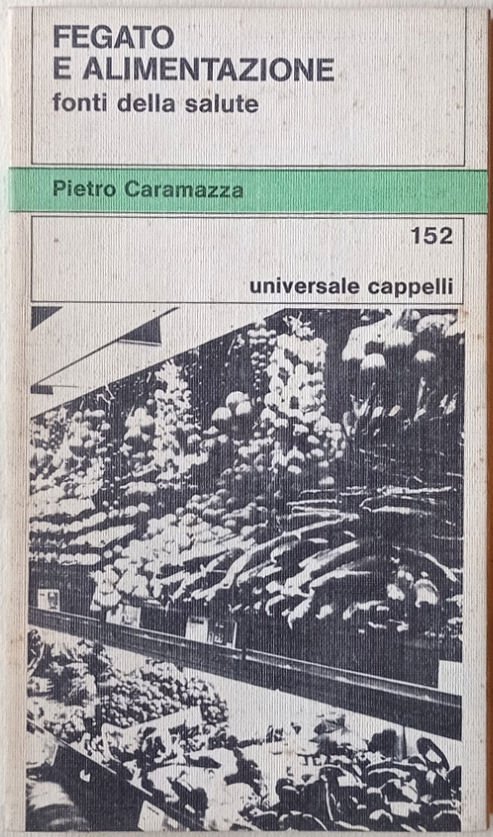 FEGATO
E ALIMENTAZIONE
fonti della salute
Pietro Caramazza
152
universale cappelli